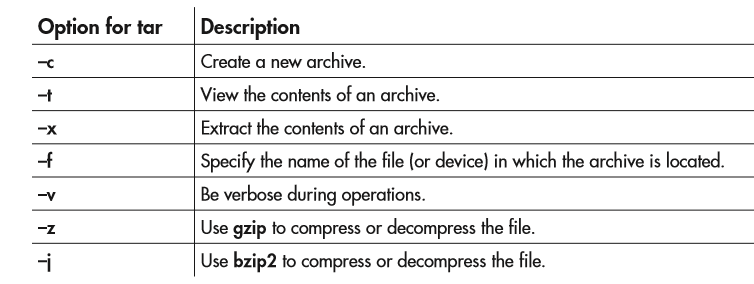 Option for tar Description
–c Create a new archive.
–t View the contents of an archive.
–x Extract the contents of an archive.
–f Specify the name of the file (or device) in which the archive is located.
–v Be verbose during operations.
–z Use gzip to compress or decompress the file.
–j Use bzip2 to compress or decompress the file.